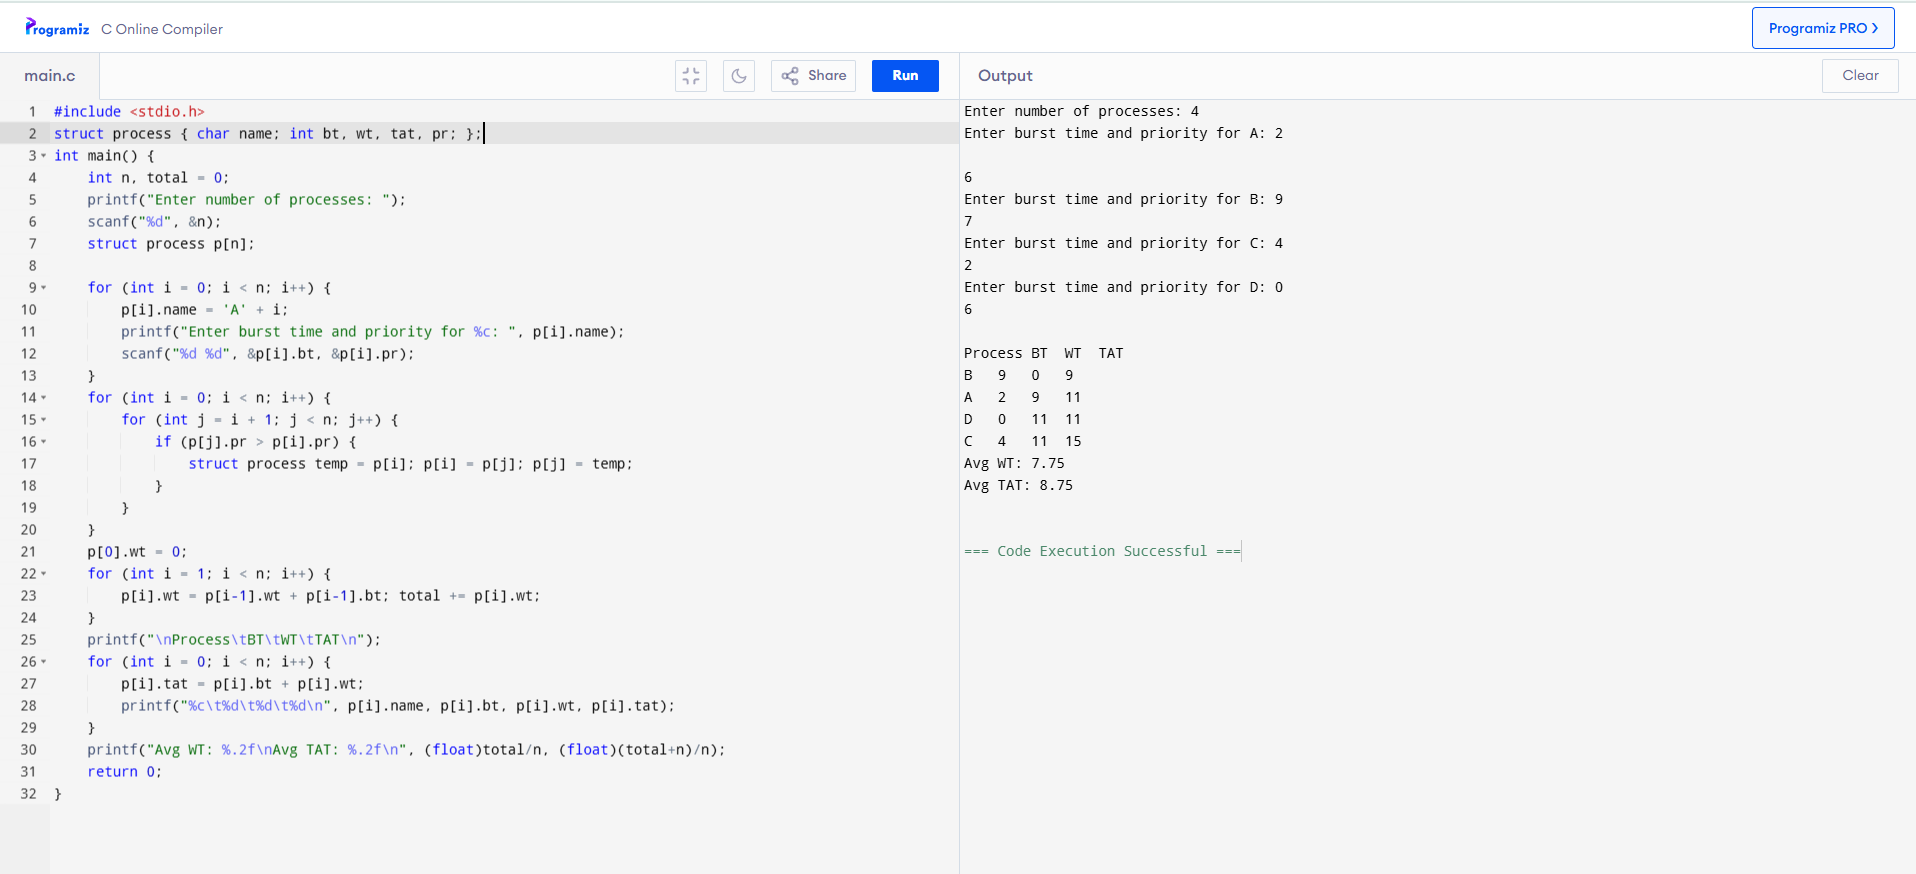 Programiz C Online Compiler
Programiz PRO >
main.c
Share
Run
Output
Clear
1 #include <stdio.h>
2 struct process { char name; int bt, wt, tat, pr; };
3 int main() {
4     int n, total = 0;
5     printf("Enter number of processes: ");
6     scanf("%d", &n);
7     struct process p[n];
8
9     for (int i = 0; i < n; i++) {
10         p[i].name = 'A' + i;
11         printf("Enter burst time and priority for %c: ", p[i].name);
12         scanf("%d %d", &p[i].bt, &p[i].pr);
13     }
14     for (int i = 0; i < n; i++) {
15         for (int j = i + 1; j < n; j++) {
16             if (p[j].pr > p[i].pr) {
17                 struct process temp = p[i]; p[i] = p[j]; p[j] = temp;
18             }
19         }
20     }
21     p[0].wt = 0;
22     for (int i = 1; i < n; i++) {
23         p[i].wt = p[i-1].wt + p[i-1].bt; total += p[i].wt;
24     }
25     printf("\nProcess\tBT\tWT\tTAT\n");
26     for (int i = 0; i < n; i++) {
27         p[i].tat = p[i].bt + p[i].wt;
28         printf("%c\t%d\t%d\t%d\n", p[i].name, p[i].bt, p[i].wt, p[i].tat);
29     }
30     printf("Avg WT: %.2f\nAvg TAT: %.2f\n", (float)total/n, (float)(total+n)/n);
31     return 0;
32 }
Enter number of processes: 4
Enter burst time and priority for A: 2
6
Enter burst time and priority for B: 9
7
Enter burst time and priority for C: 4
2
Enter burst time and priority for D: 0
6
Process BT  WT  TAT
B   9   0   9
A   2   9   11
D   0   11  11
C   4   11  15
Avg WT: 7.75
Avg TAT: 8.75
=== Code Execution Successful ===